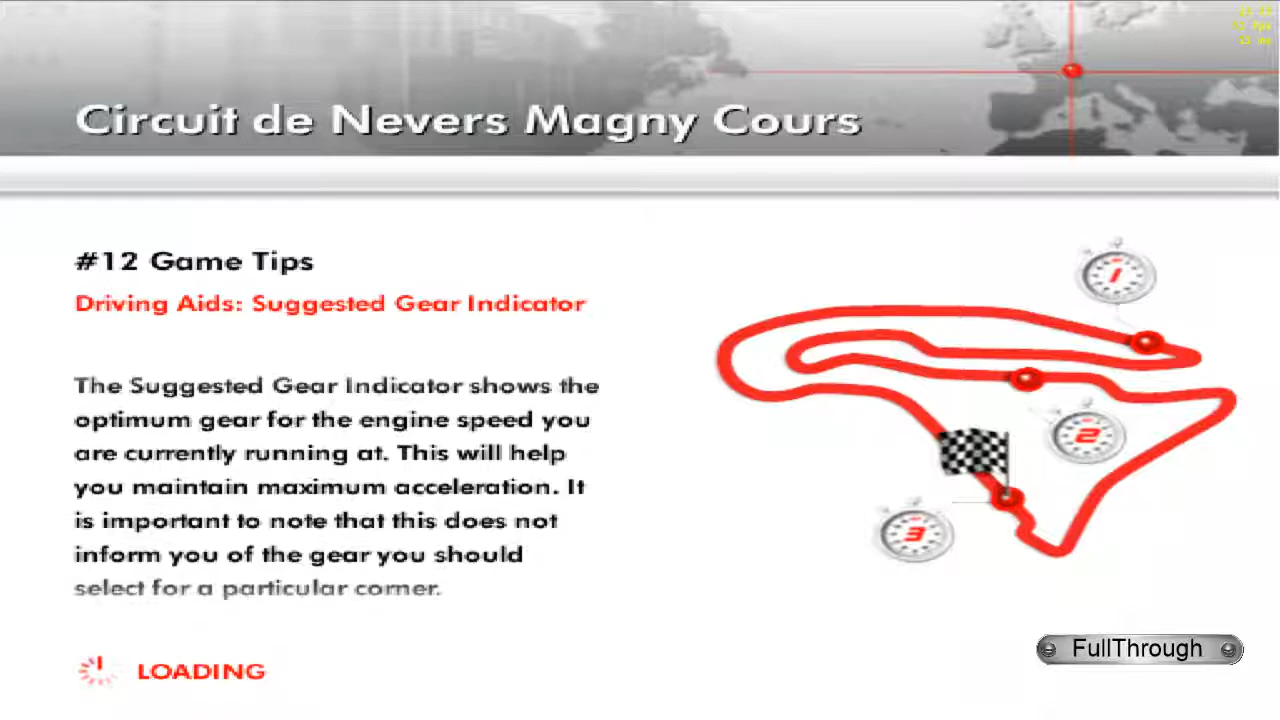 Circuit de Nevers Magny Cours
#12 Game Tips
Driving Aids: Suggested Gear Indicator
The Suggested Gear Indicator shows the
optimum gear for the engine speed you
are currently running at. This will help
you maintain maximum acceleration. It
is important to note that this does not
inform you of the gear you should
select for a particular corner.
1
2
3
FullThrough
LOADING